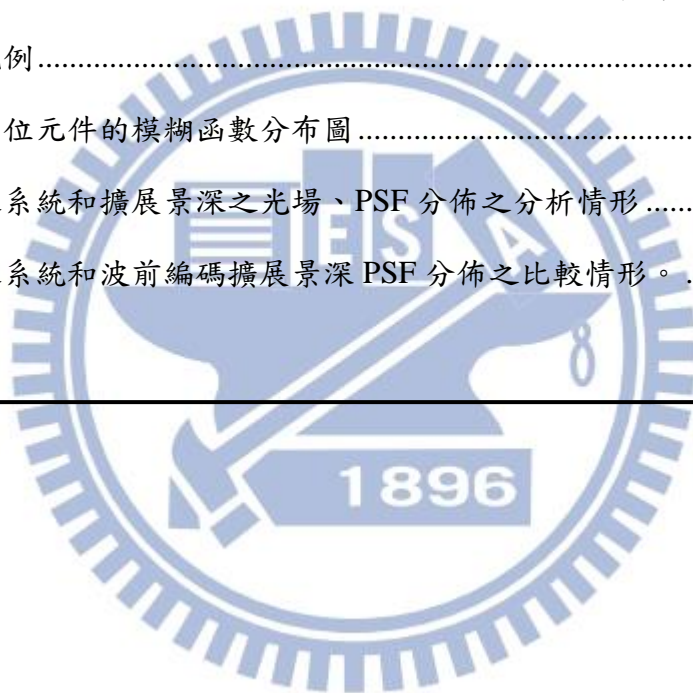 例........................................................................................
位元件的模糊函數分布圖..........................................
系統和擴展景深之光場、PSF 分佈之分析情形.......
系統和波前編碼擴展景深 PSF 分佈之比較情形。.
E S A
1896